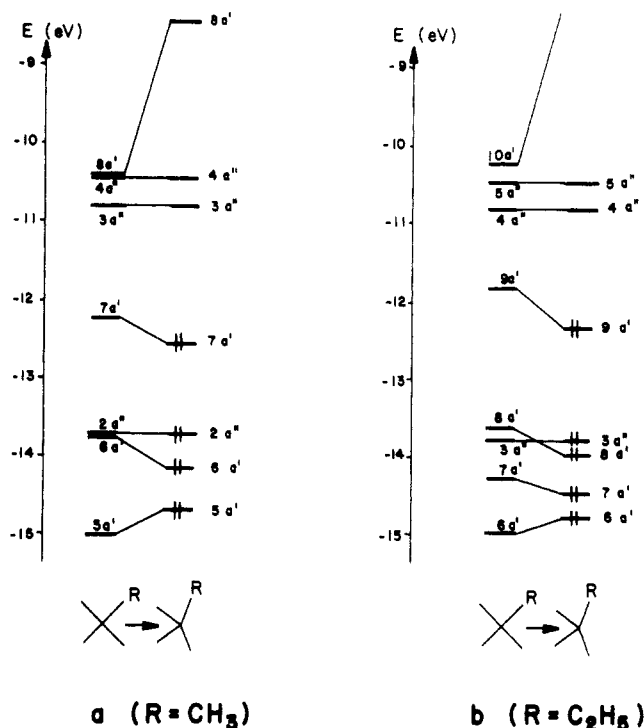 E (eV)
-9
-10
-11
-12
-13
-14
-15
8a'
8a'
4a"
4a"
3a"
3a"
7a'
7a'
2a"
2a"
6a'
6a'
5a'
5a'
R
R
a (R = CH3)
E (eV)
-9
-10
-11
-12
-13
-14
-15
10a'
5a"
5a"
4a"
4a"
9a'
9a'
8a'
3a"
3a"
8a'
7a'
7a'
6a'
6a'
R
R
b (R = C2H5)